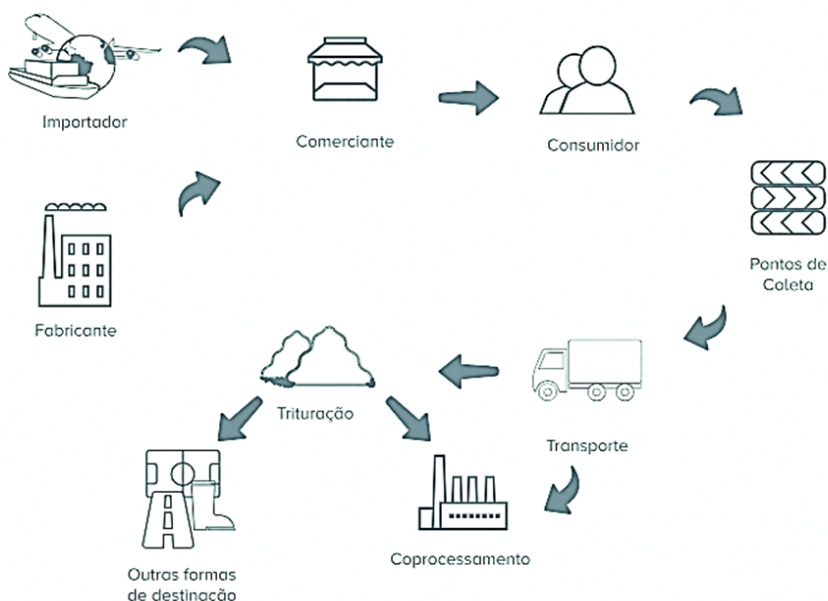 Importador
Comerciante
Consumidor
Pontos de
Coleta
Fabricante
Trituração
Transporte
Coprocessamento
Outras formas
de destinação